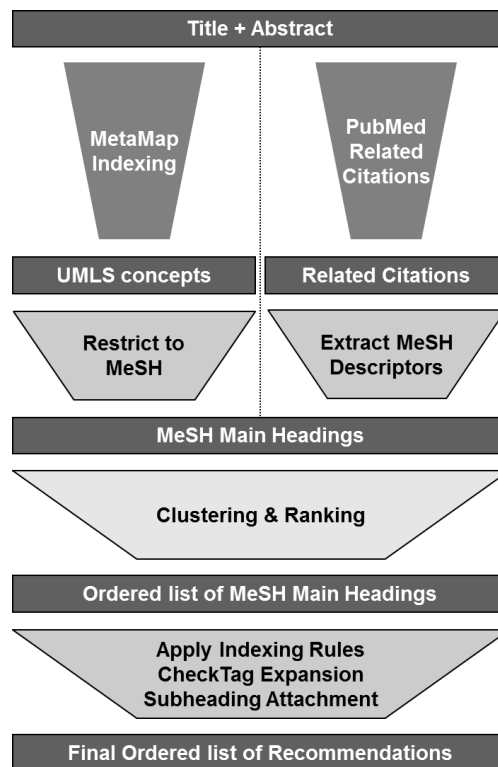 Title + Abstract
MetaMap
Indexing
PubMed
Related
Citations
UMLS concepts
Related Citations
Restrict to
MeSH
Extract MeSH
Descriptors
MeSH Main Headings
Clustering & Ranking
Ordered list of MeSH Main Headings
Apply Indexing Rules
CheckTag Expansion
Subheading Attachment
Final Ordered list of Recommendations